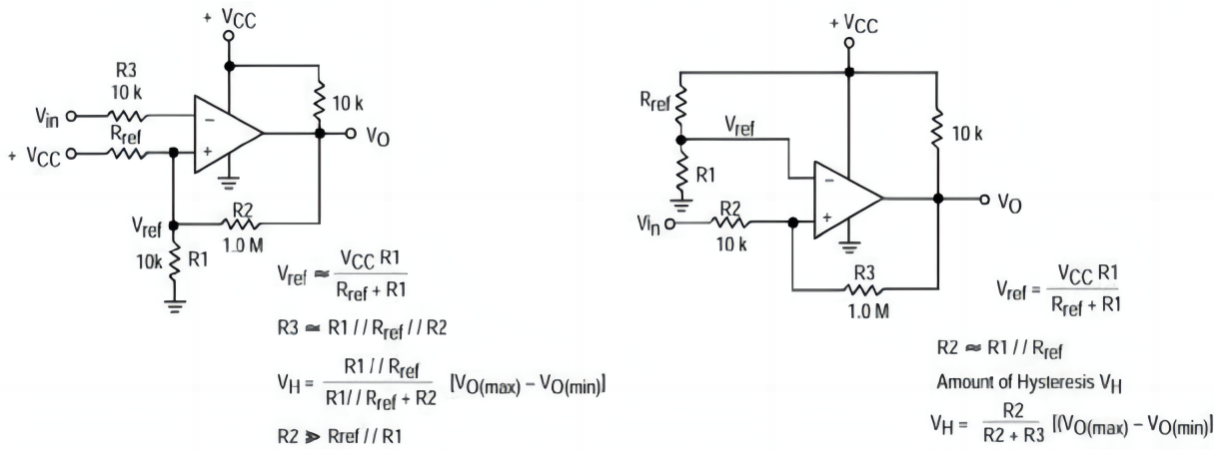 + VCC
R3
10 k
Vin
Rref
+ VCC
−
+
10 k
VO
R2
1.0 M
Vref
10k
R1
Vref ≈ VCC R1
Rref + R1
R3 ≃ R1 // Rref // R2
VH = R1 // Rref
R1// Rref + R2
[VO(max) − VO(min)]
R2 ≫ Rref // R1
+ VCC
Rref
Vref
R1
10 k
−
+
VO
Vin
R2
10 k
R3
1.0 M
Vref = VCC R1
Rref + R1
R2 ≈ R1 // Rref
Amount of Hysteresis VH
VH = R2
R2 + R3
[(VO(max) − VO(min)]